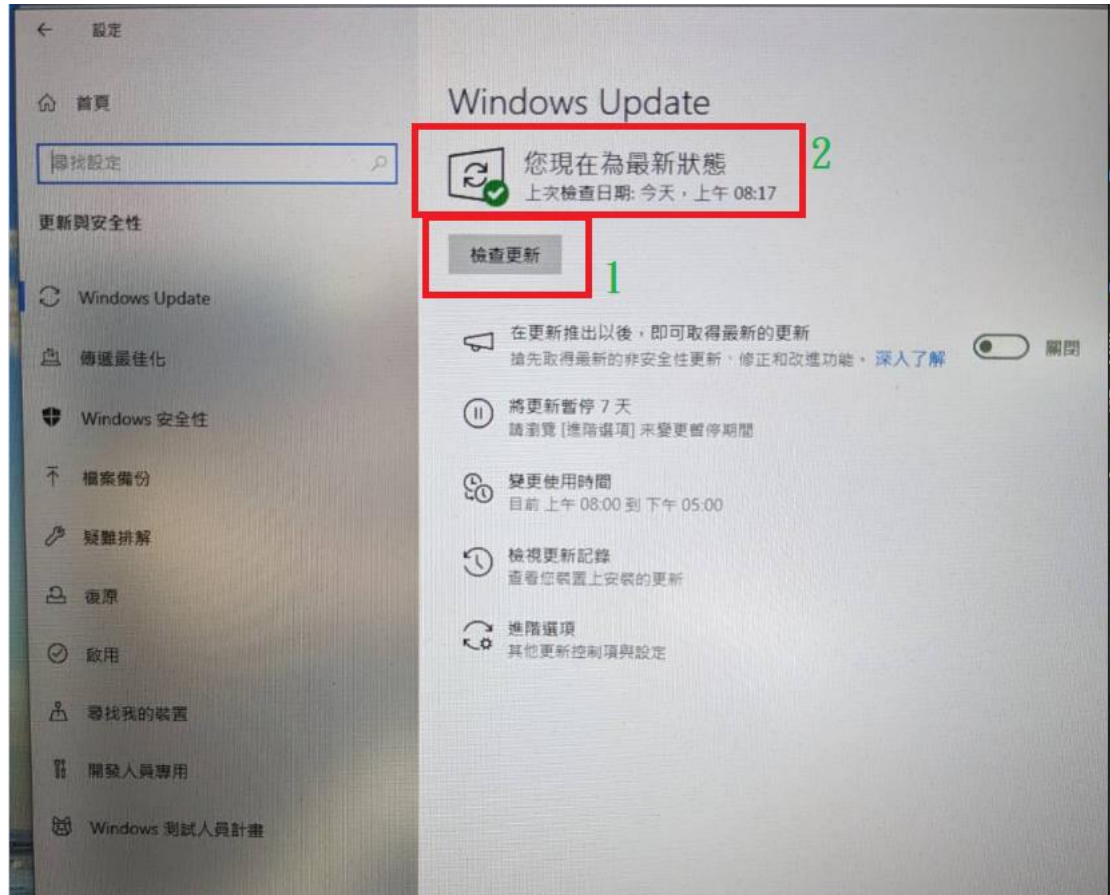 ← 設定
首頁
尋找設定
更新與安全性
Windows Update
傳遞最佳化
Windows 安全性
檔案備份
疑難排解
復原
啟用
尋找我的裝置
開發人員專用
Windows 測試人員計畫
Windows Update
您現在為最新狀態
上次檢查日期: 今天，上午 08:17
2
檢查更新
1
在更新推出以後，即可取得最新的更新
搶先取得最新的非安全性更新、修正和改進功能。 深入了解
關閉
將更新暫停 7 天
請瀏覽 [進階選項] 來變更暫停期間
變更使用時間
目前 上午 08:00 到 下午 05:00
檢視更新記錄
查看您裝置上安裝的更新
進階選項
其他更新控制項與設定